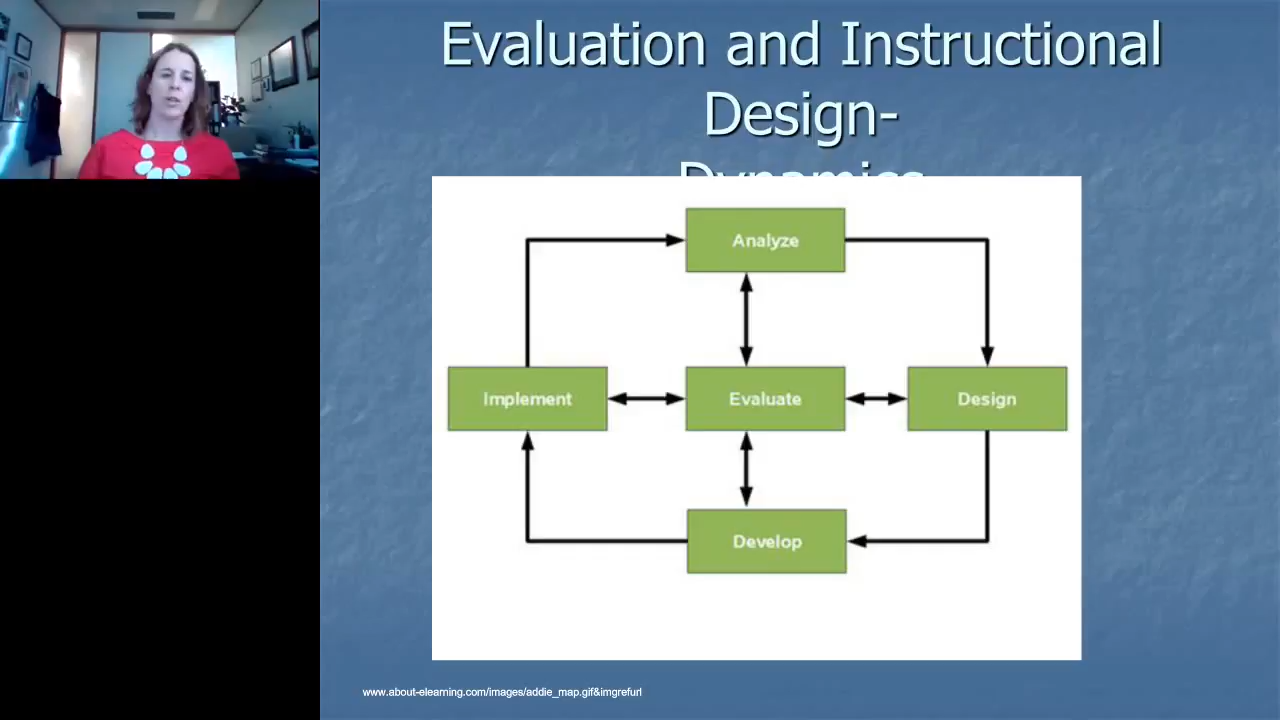 Evaluation and Instructional
Design-
Dynamics
Analyze
Implement
Evaluate
Design
Develop
www.about-elearning.com/images/addie_map.gif&imgrefurl